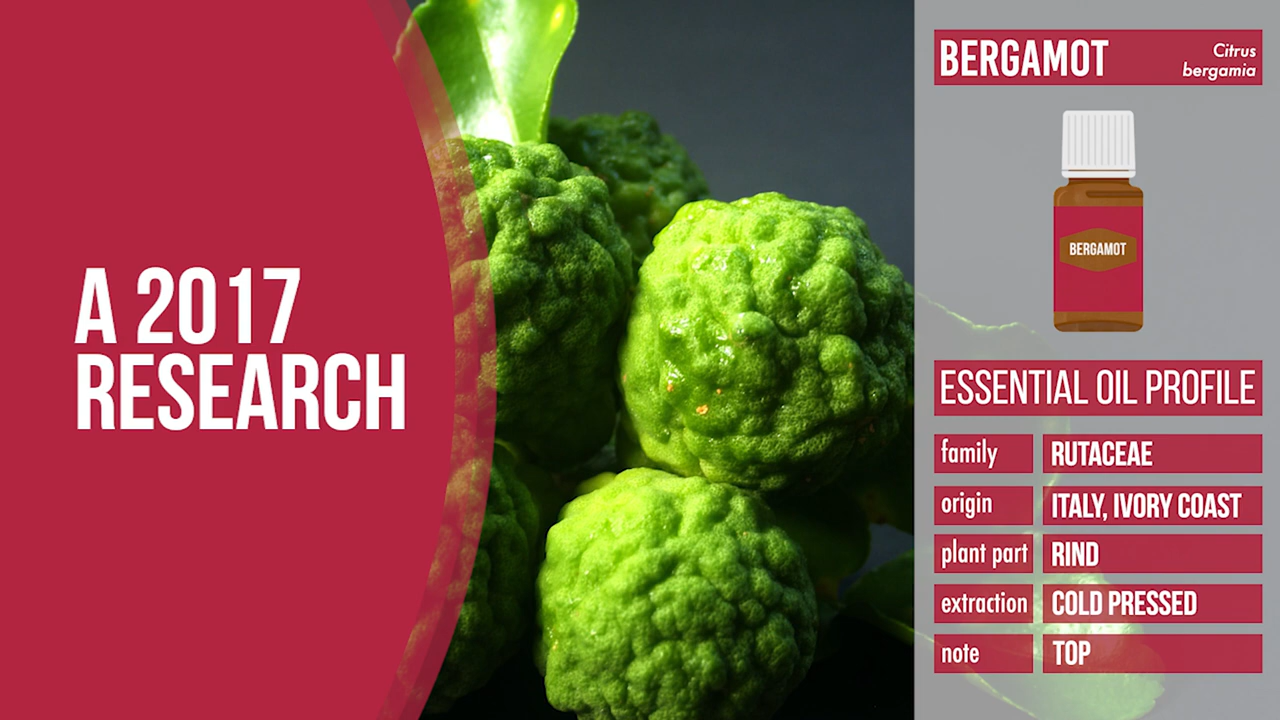 A 2017
RESEARCH
BERGAMOT
Citrus
bergamia
BERGAMOT
ESSENTIAL OIL PROFILE
family RUTACEAE
origin ITALY, IVORY COAST
plant part RIND
extraction COLD PRESSED
note TOP